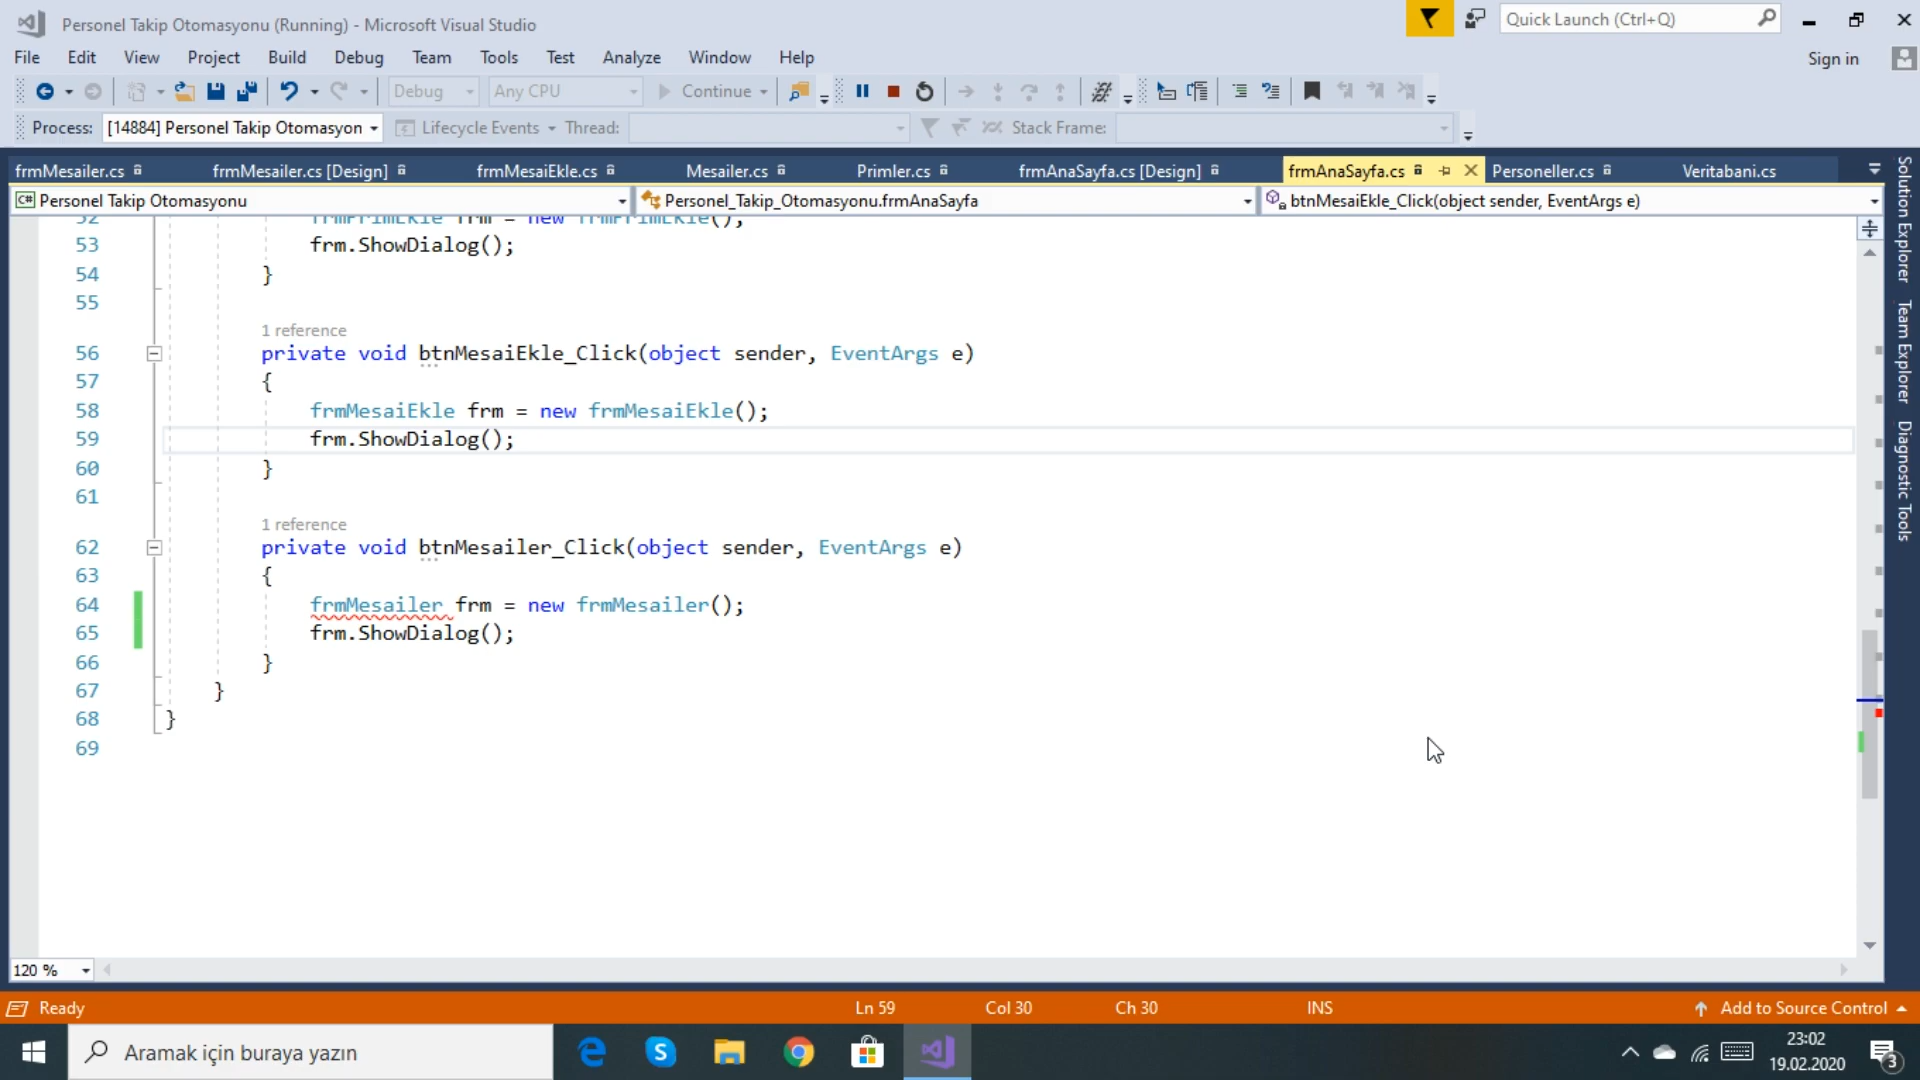 Personel Takip Otomasyonu (Running) - Microsoft Visual Studio
Quick Launch (Ctrl+Q)
File Edit View Project Build Debug Team Tools Test Analyze Window Help
Sign in
Debug Any CPU Continue
Process: [14884] Personel Takip Otomasyon Lifecycle Events Thread: Stack Frame:
frmMesailer.cs frmMesailer.cs [Design] frmMesaiEkle.cs Mesailer.cs Primler.cs frmAnaSayfa.cs [Design] frmAnaSayfa.cs Personeller.cs Veritabani.cs
C# Personel Takip Otomasyonu Personel_Takip_Otomasyonu.frmAnaSayfa btnMesaiEkle_Click(object sender, EventArgs e)
52 frmPrimEkle frm = new frmPrimEkle();
53 frm.ShowDialog();
54 }
55
1 reference
56 private void btnMesaiEkle_Click(object sender, EventArgs e)
57 {
58 frmMesaiEkle frm = new frmMesaiEkle();
59 frm.ShowDialog();
60 }
61
1 reference
62 private void btnMesailer_Click(object sender, EventArgs e)
63 {
64 frmMesailer frm = new frmMesailer();
65 frm.ShowDialog();
66 }
67 }
68 }
69
Solution Explorer
Team Explorer
Diagnostic Tools
120 %
Ready Ln 59 Col 30 Ch 30 INS Add to Source Control
Aramak için buraya yazın
23:02
19.02.2020
3